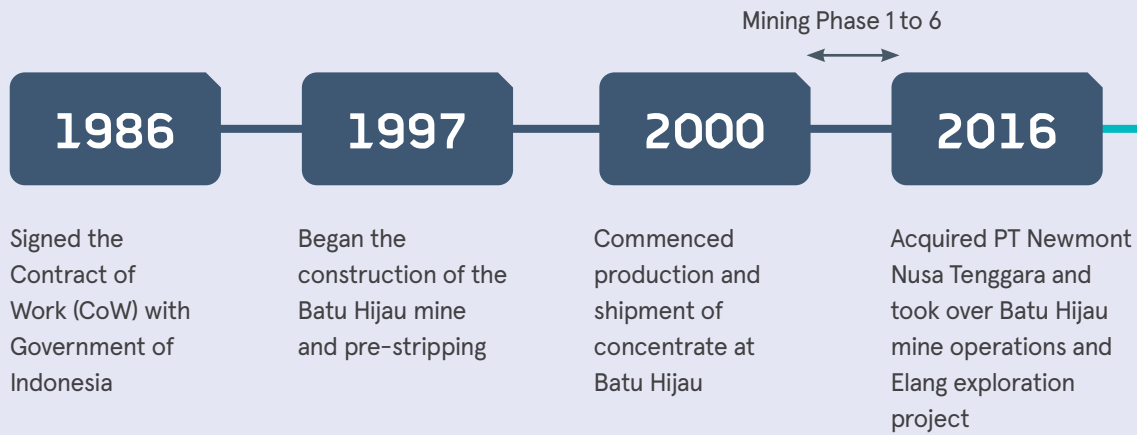 Mining Phase 1 to 6
1986
1997
2000
2016
Signed the
Contract of
Work (CoW) with
Government of
Indonesia
Began the
construction of the
Batu Hijau mine
and pre-stripping
Commenced
production and
shipment of
concentrate at
Batu Hijau
Acquired PT Newmont
Nusa Tenggara and
took over Batu Hijau
mine operations and
Elang exploration
project